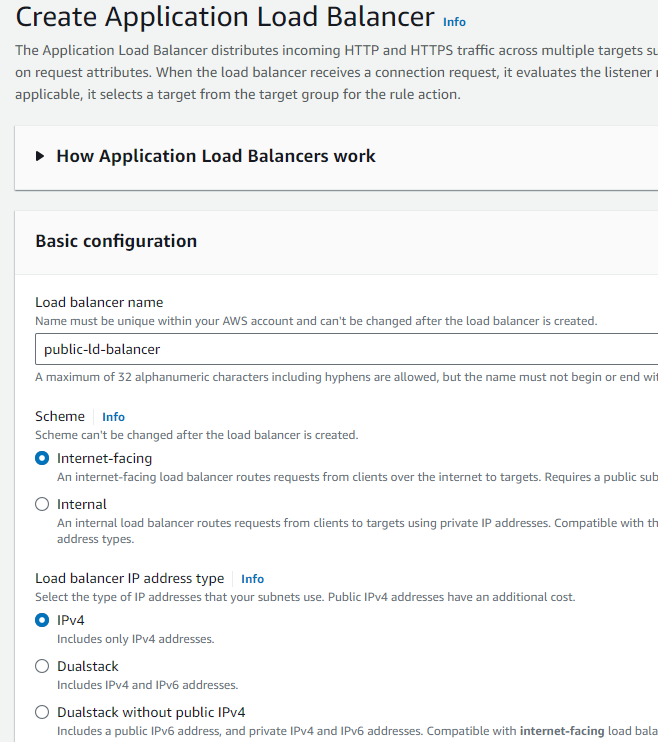 Create Application Load Balancer Info
The Application Load Balancer distributes incoming HTTP and HTTPS traffic across multiple targets su
on request attributes. When the load balancer receives a connection request, it evaluates the listener
applicable, it selects a target from the target group for the rule action.
How Application Load Balancers work
Basic configuration
Load balancer name
Name must be unique within your AWS account and can't be changed after the load balancer is created.
public-ld-balancer
A maximum of 32 alphanumeric characters including hyphens are allowed, but the name must not begin or end wi
Scheme Info
Scheme can't be changed after the load balancer is created.
Internet-facing
An internet-facing load balancer routes requests from clients over the internet to targets. Requires a public sub
Internal
An internal load balancer routes requests from clients to targets using private IP addresses. Compatible with th
address types.
Load balancer IP address type Info
Select the type of IP addresses that your subnets use. Public IPv4 addresses have an additional cost.
IPv4
Includes only IPv4 addresses.
Dualstack
Includes IPv4 and IPv6 addresses.
Dualstack without public IPv4
Includes a public IPv6 address, and private IPv4 and IPv6 addresses. Compatible with internet-facing load bala